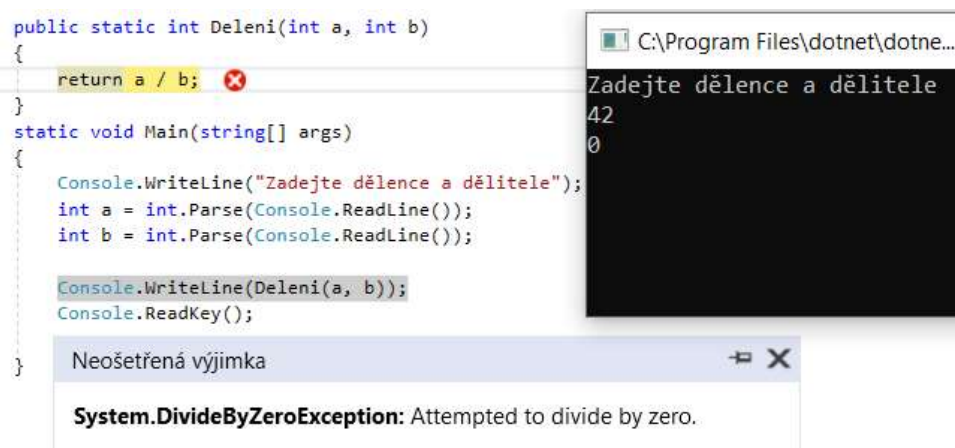 public static int Deleni(int a, int b)
{
return a / b;
}
static void Main(string[] args)
{
Console.WriteLine("Zadejte dělence a dělitele");
int a = int.Parse(Console.ReadLine());
int b = int.Parse(Console.ReadLine());
Console.WriteLine(Deleni(a, b));
Console.ReadKey();
}
C:\Program Files\dotnet\dotne...
Zadejte dělence a dělitele
42
0
Neošetřená výjimka
System.DivideByZeroException: Attempted to divide by zero.